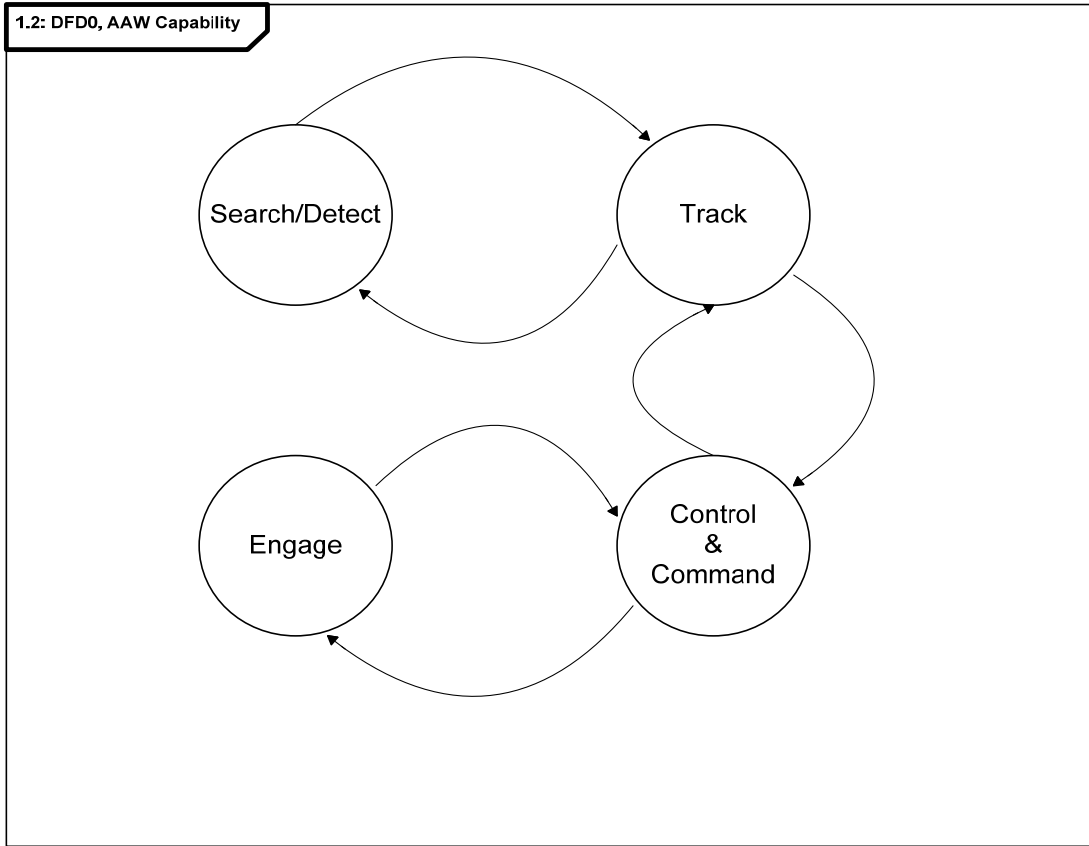 1.2: DFD0, AAW Capability
Search/Detect
Track
Engage
Control
&
Command